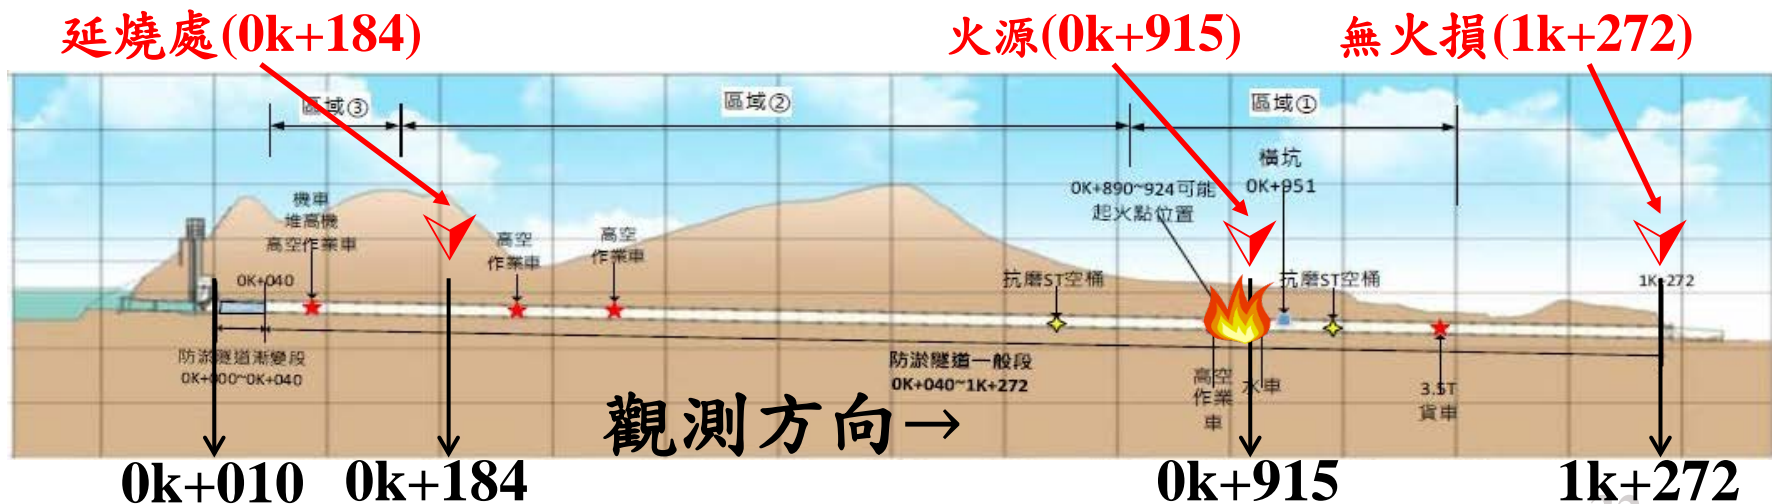 延燒處(0k+184)
火源(0k+915)
無火損(1k+272)
區域③
區域②
區域①
橫坑
0K+951
0K+890~924可能
起火點位置
機車
堆高機
高空作業車
高空
作業車
高空
作業車
0K+040
抗磨ST空桶
抗磨ST空桶
1K+272
防淤隧道漸變段
0K+000~0K+040
防淤隧道一般段
0K+040~1K+272
高空
作業
車
水車
3.5T
貨車
觀測方向→
0k+010
0k+184
0k+915
1k+272